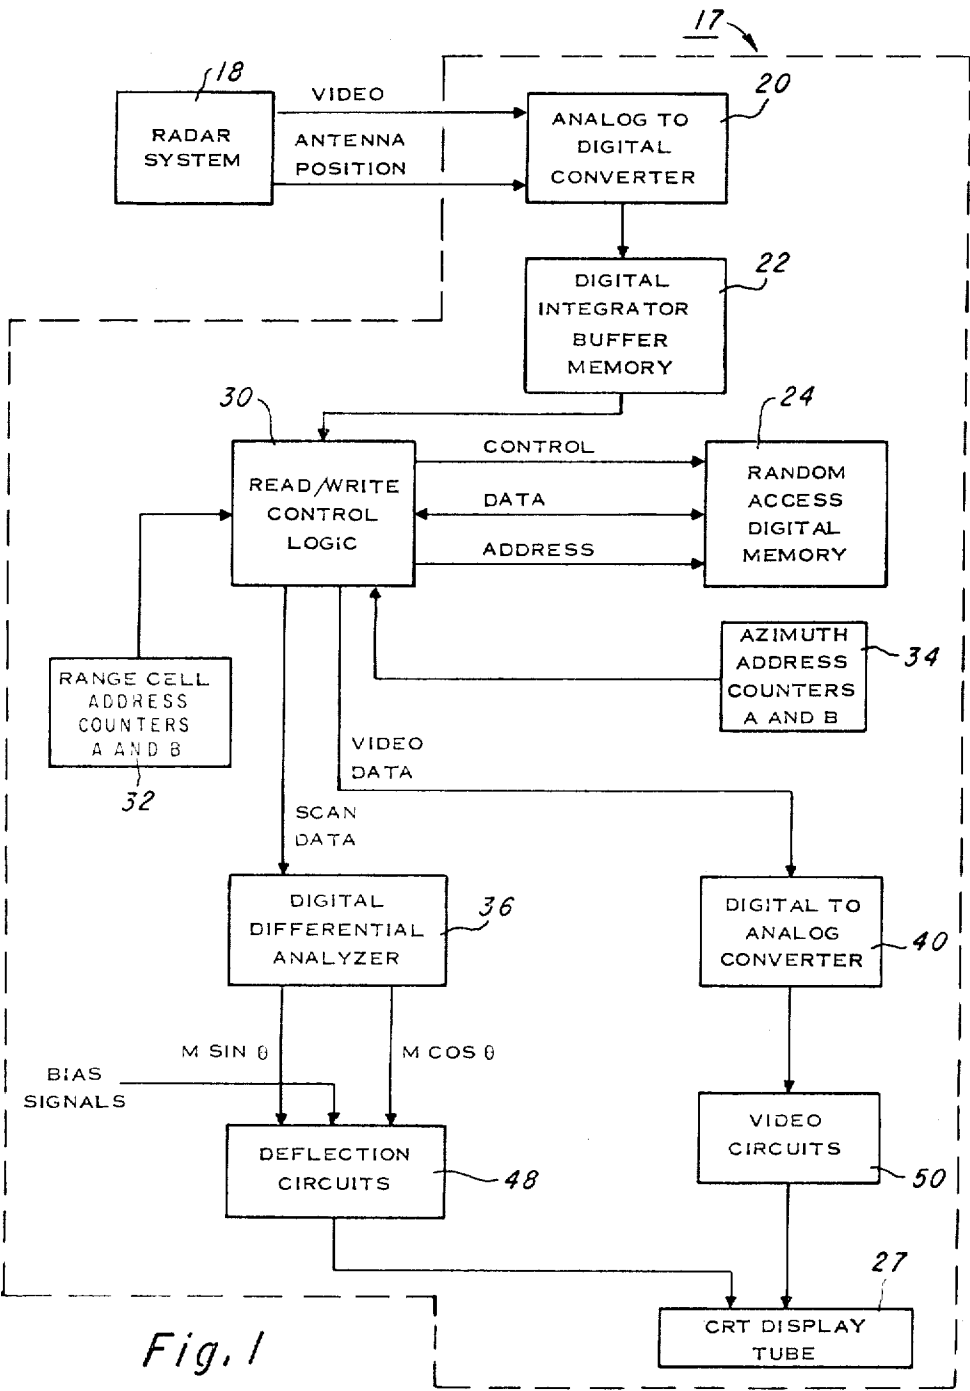 17
18
VIDEO
20
RADAR
SYSTEM
ANTENNA
POSITION
ANALOG TO
DIGITAL
CONVERTER
22
DIGITAL
INTEGRATOR
BUFFER
MEMORY
30
24
READ/WRITE
CONTROL
LOGIC
CONTROL
DATA
ADDRESS
RANDOM
ACCESS
DIGITAL
MEMORY
RANGE CELL
ADDRESS
COUNTERS
A AND B
32
AZIMUTH
ADDRESS
COUNTERS
A AND B
34
VIDEO
DATA
SCAN
DATA
DIGITAL
DIFFERENTIAL
ANALYZER
36
DIGITAL TO
ANALOG
CONVERTER
40
M SIN θ
M COS θ
BIAS
SIGNALS
DEFLECTION
CIRCUITS
48
VIDEO
CIRCUITS
50
27
CRT DISPLAY
TUBE
Fig. 1